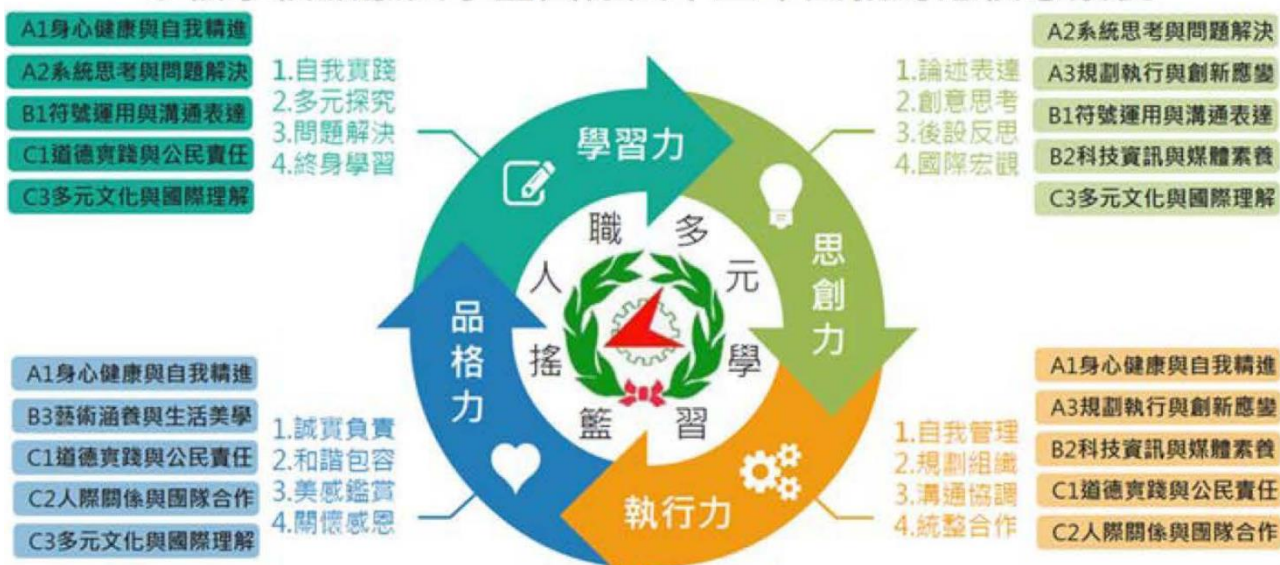 A1身心健康與自我精進
A2系統思考與問題解決
B1符號運用與溝通表達
C1道德實踐與公民責任
C3多元文化與國際理解
1.自我實踐
2.多元探究
3.問題解決
4.終身學習
學習力
1.論述表達
2.創意思考
3.後設反思
4.國際宏觀
A2系統思考與問題解決
A3規劃執行與創新應變
B1符號運用與溝通表達
B2科技資訊與媒體素養
C3多元文化與國際理解
思創力
職人搖籃
多元學習
品格力
A1身心健康與自我精進
B3藝術涵養與生活美學
C1道德實踐與公民責任
C2人際關係與團隊合作
C3多元文化與國際理解
1.誠實負責
2.和諧包容
3.美感鑑賞
4.關懷感恩
執行力
1.自我管理
2.規劃組織
3.溝通協調
4.統整合作
A1身心健康與自我精進
A3規劃執行與創新應變
B2科技資訊與媒體素養
C1道德實踐與公民責任
C2人際關係與團隊合作